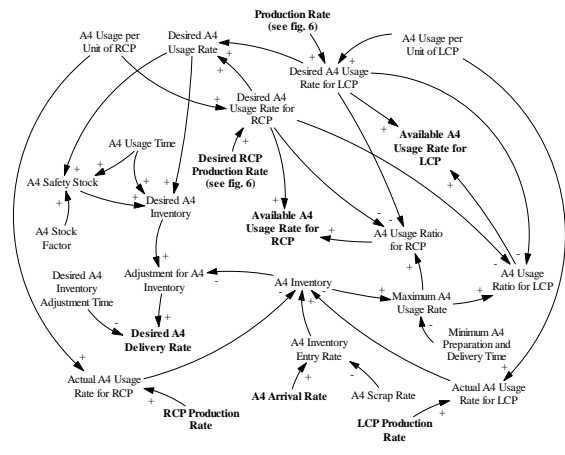 Production Rate
(see fig. 6)
A4 Usage per
Unit of RCP
Desired A4
Usage Rate
A4 Usage per
Unit of LCP
Desired A4 Usage
Rate for LCP
Desired A4
Usage Rate for
RCP
Available A4
Usage Rate for
LCP
A4 Usage Time
Desired RCP
Production Rate
(see fig. 6)
A4 Safety Stock
Desired A4
Inventory
Available A4
Usage Rate for
RCP
A4 Stock
Factor
A4 Usage Ratio
for RCP
Desired A4
Inventory
Adjustment Time
Adjustment for A4
Inventory
A4 Inventory
Maximum A4
Usage Rate
A4 Usage
Ratio for LCP
Desired A4
Delivery Rate
A4 Inventory
Entry Rate
Minimum A4
Preparation and
Delivery Time
Actual A4 Usage
Rate for RCP
A4 Arrival Rate
A4 Scrap Rate
Actual A4 Usage
Rate for LCP
RCP Production
Rate
LCP Production
Rate